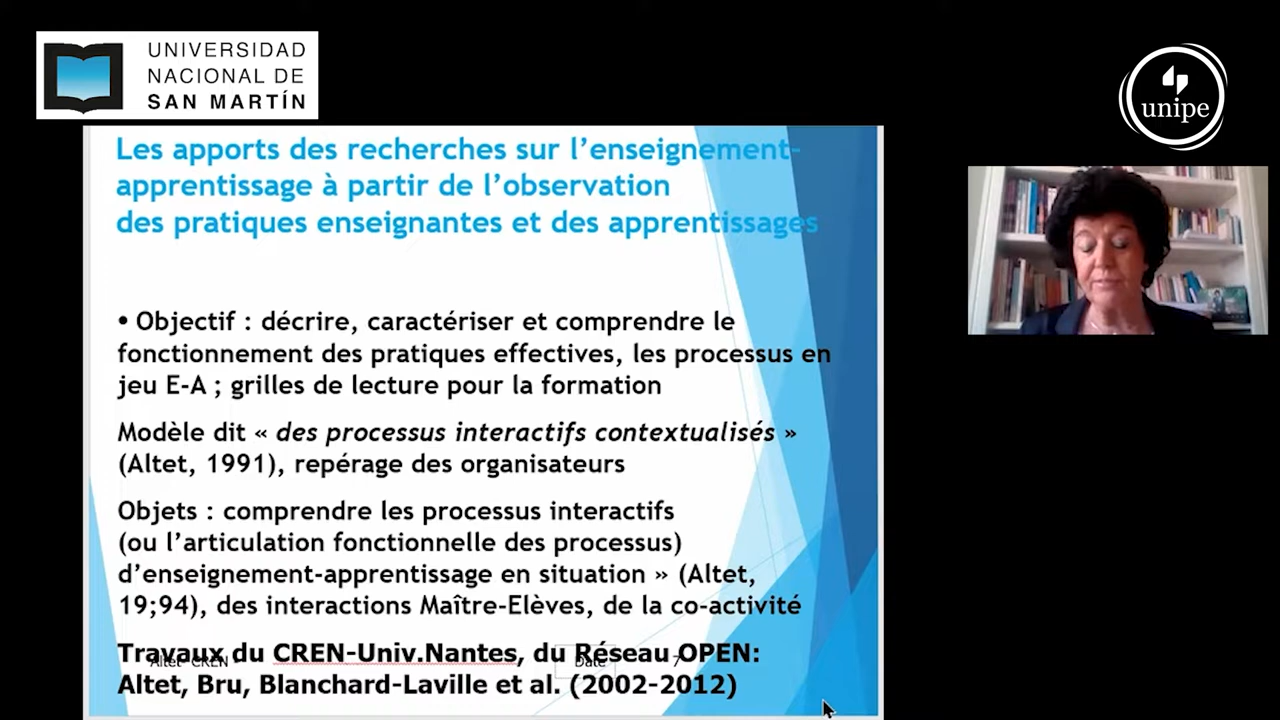 UNIVERSIDAD
NACIONAL DE
SAN MARTÍN
unipe
Les apports des recherches sur l’enseignement-
apprentissage à partir de l’observation
des pratiques enseignantes et des apprentissages
• Objectif : décrire, caractériser et comprendre le
fonctionnement des pratiques effectives, les processus en
jeu E-A ; grilles de lecture pour la formation
Modèle dit « des processus interactifs contextualisés »
(Altet, 1991), repérage des organisateurs
Objets : comprendre les processus interactifs
(ou l’articulation fonctionnelle des processus)
d’enseignement-apprentissage en situation » (Altet,
19;94), des interactions Maître-Elèves, de la co-activité
Travaux du CREN-Univ.Nantes, du Réseau OPEN:
Altet- CREN Date 7
Altet, Bru, Blanchard-Laville et al. (2002-2012)